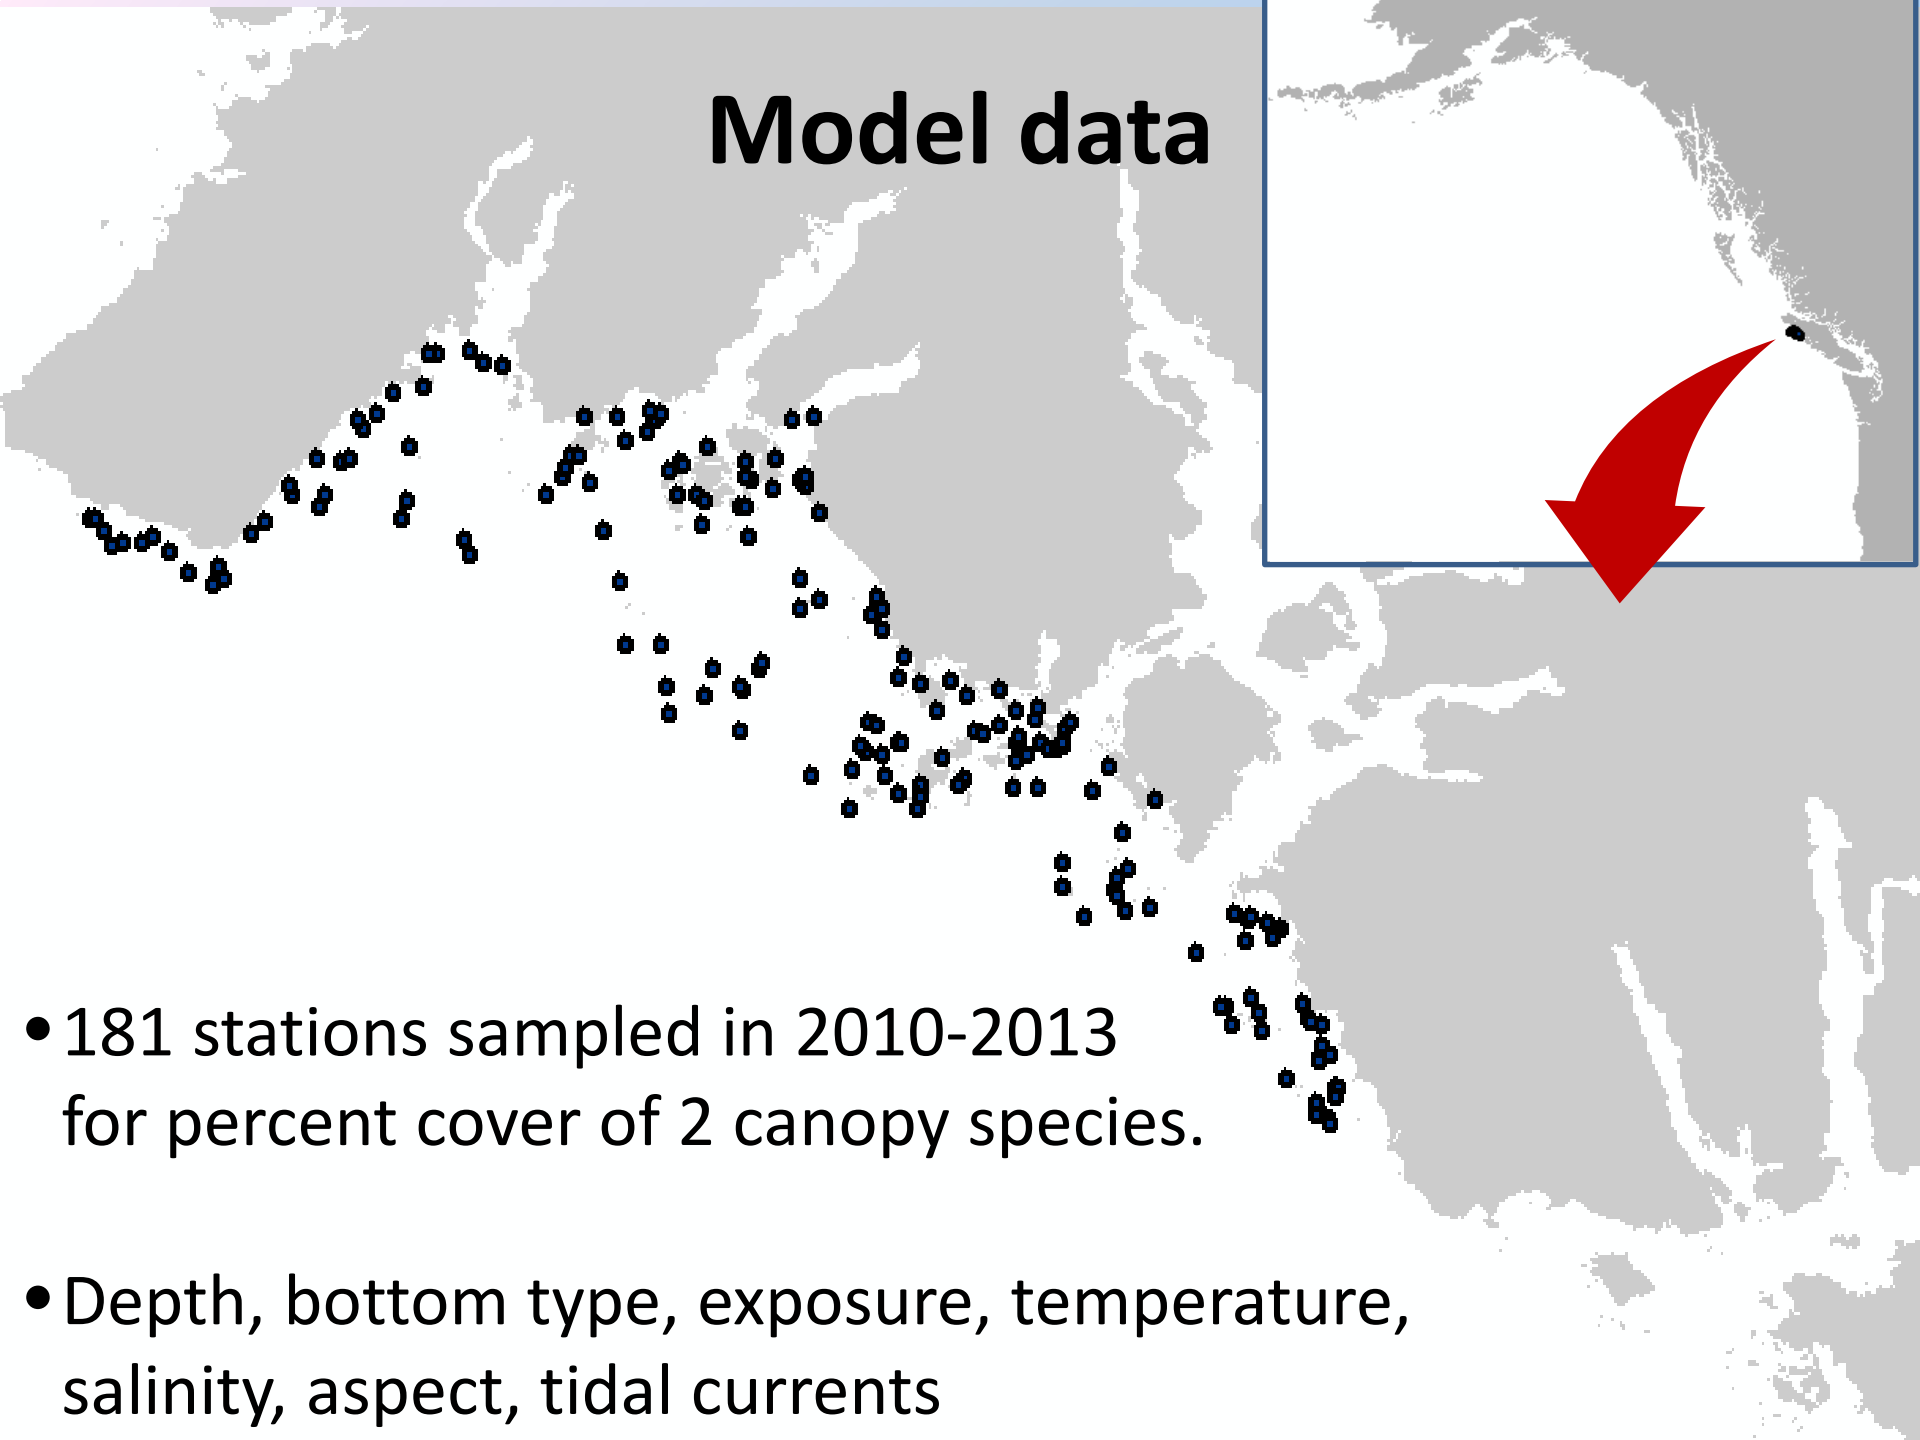 Model data
•181 stations sampled in 2010-2013
for percent cover of 2 canopy species.
•Depth, bottom type, exposure, temperature,
salinity, aspect, tidal currents